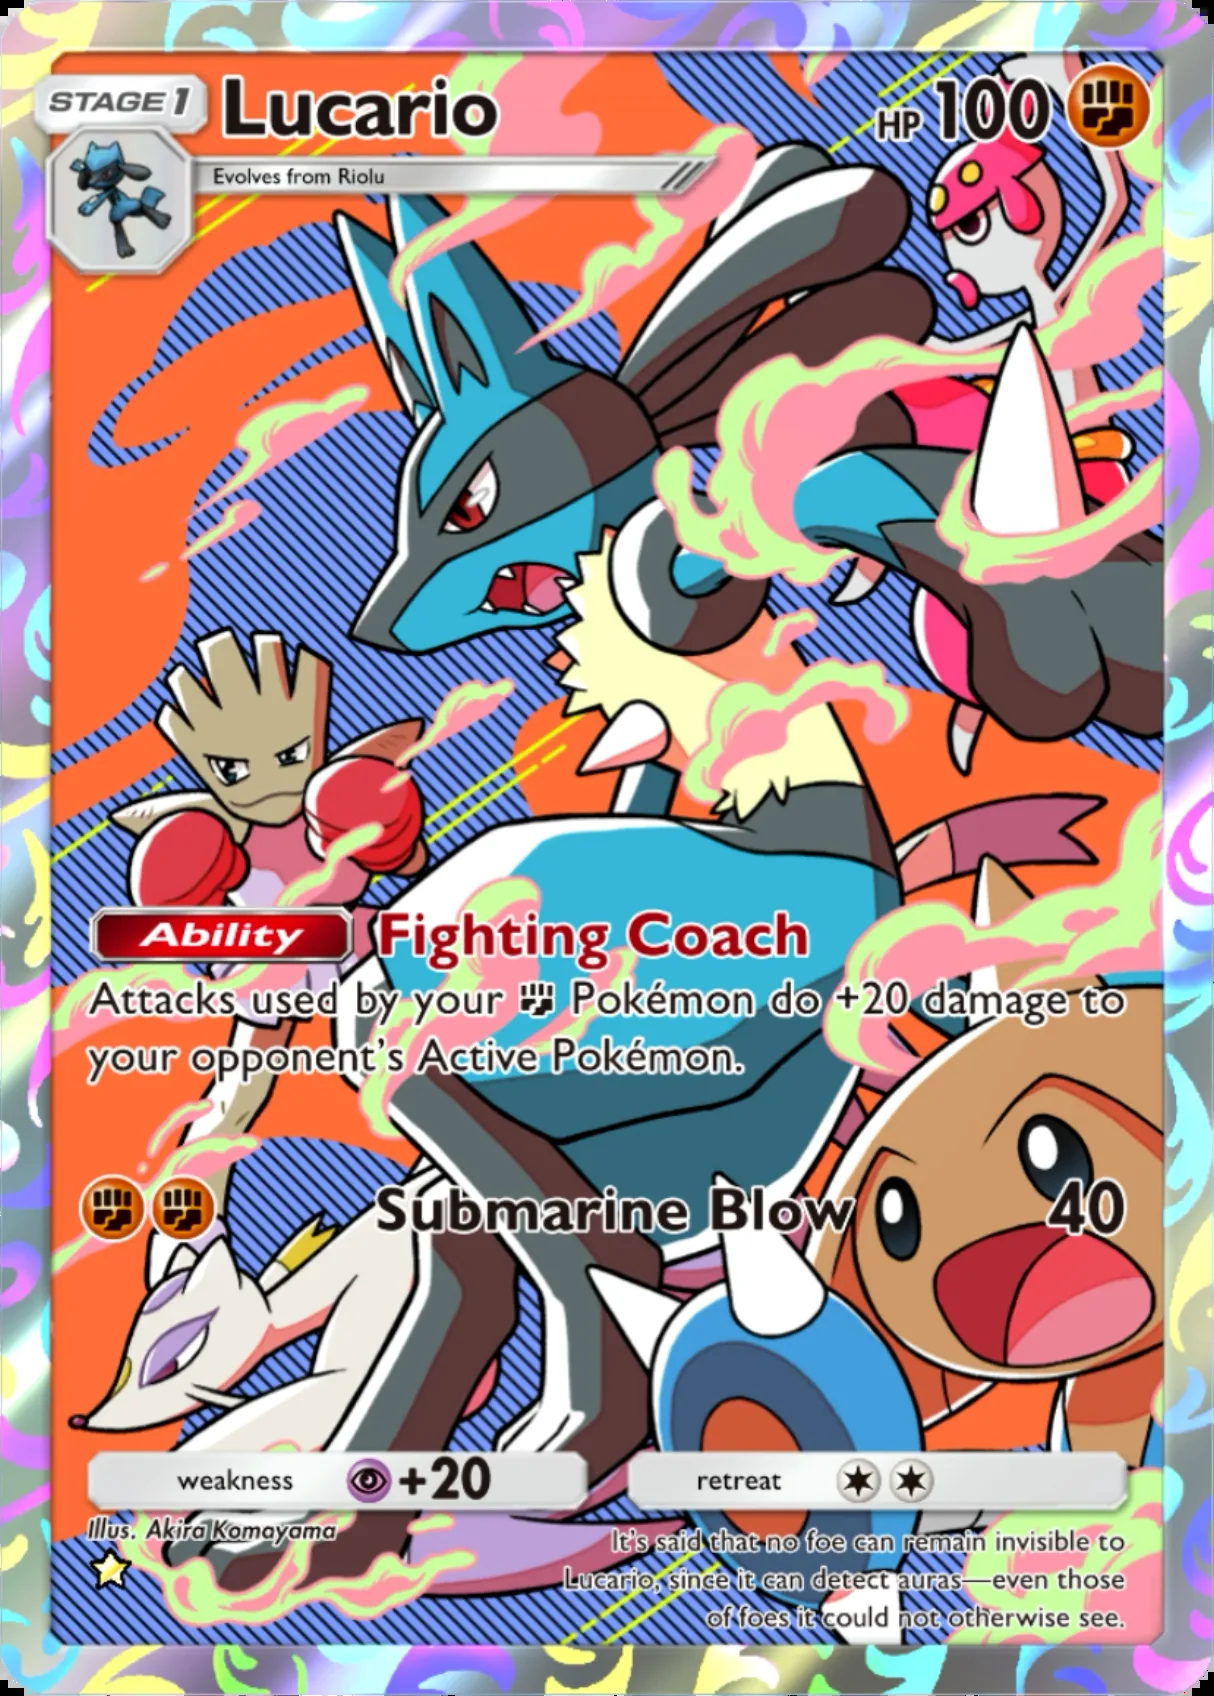 STAGE 1 Lucario HP 100
Evolves from Riolu
Ability Fighting Coach
Attacks used by your Pokémon do +20 damage to
your opponent's Active Pokémon.
Submarine Blow 40
weakness +20 retreat
Illus. Akira Komayama
It's said that no foe can remain invisible to
Lucario, since it can detect auras—even those
of foes it could not otherwise see.